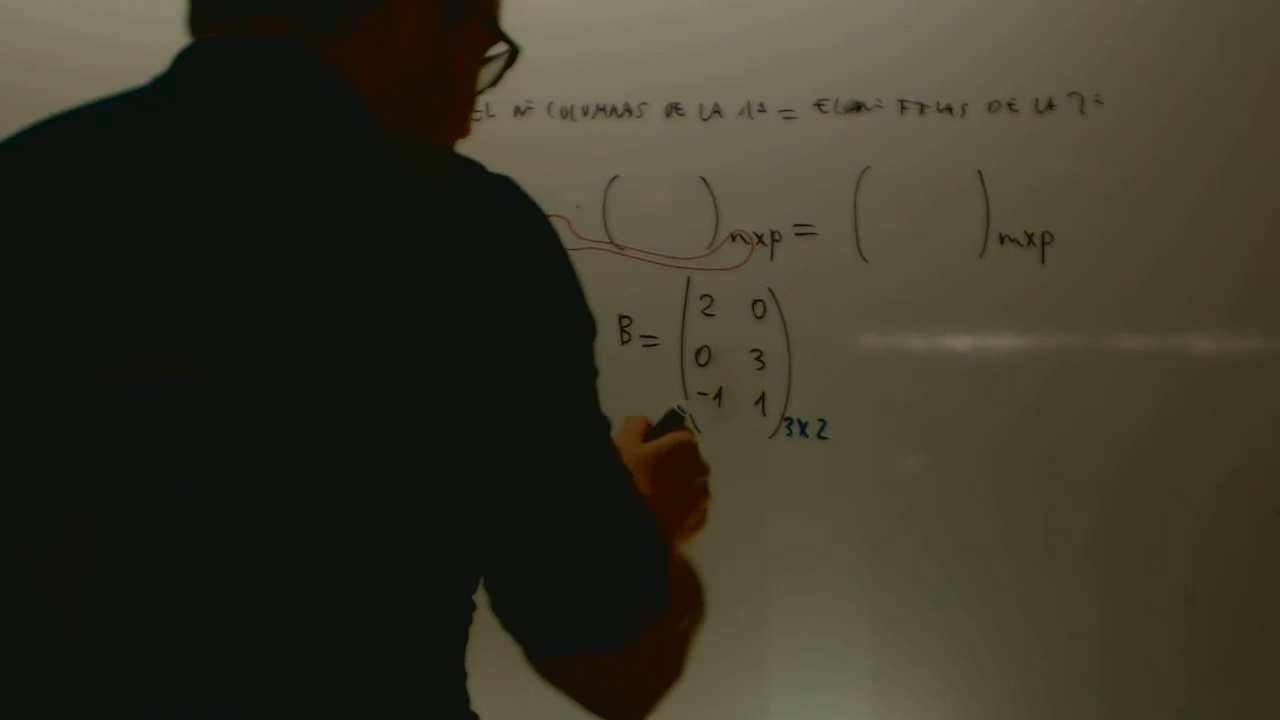 EL Nº COLUMNAS DE LA 1ª = EL Nº FILAS DE LA 2ª
( )nxp = ( )mxp
B = ( 2 0
0 3
-1 1 )3x2